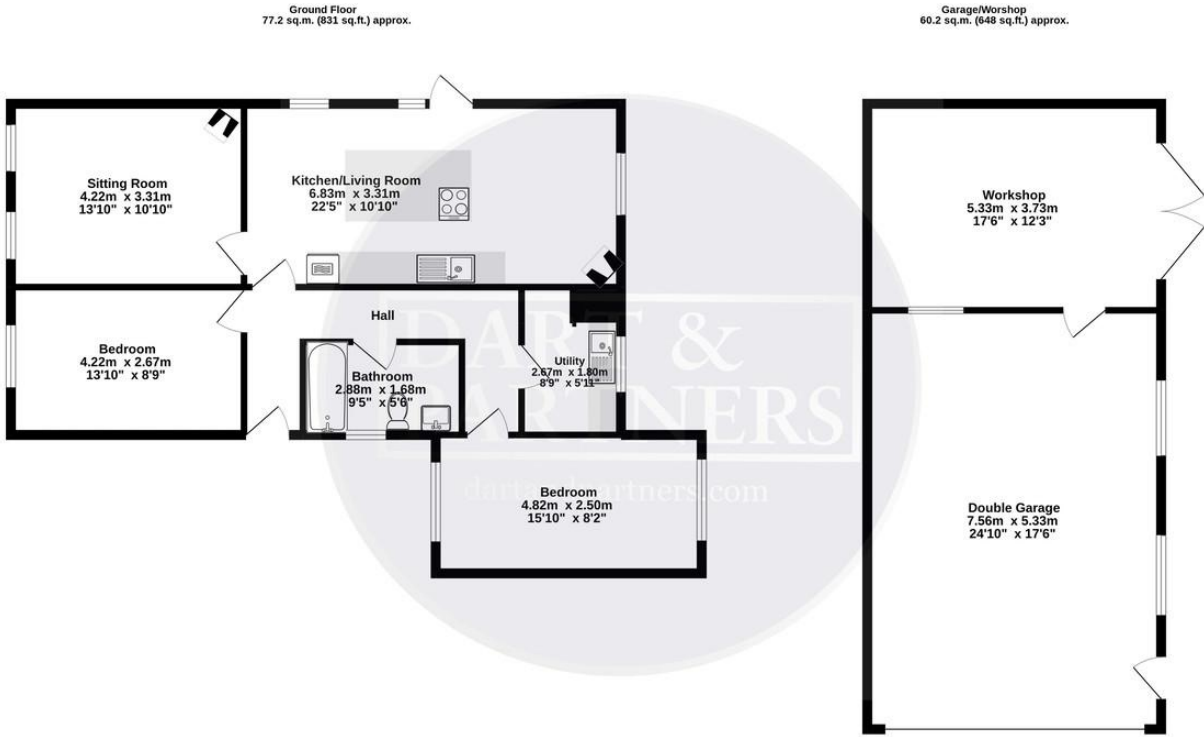 Ground Floor
77.2 sq.m. (831 sq.ft.) approx.
Garage/Worshop
60.2 sq.m. (648 sq.ft.) approx.
Sitting Room
4.22m x 3.31m
13'10" x 10'10"
Kitchen/Living Room
6.83m x 3.31m
22'5" x 10'10"
Workshop
5.33m x 3.73m
17'6" x 12'3"
Hall
Bedroom
4.22m x 2.67m
13'10" x 8'9"
Bathroom
2.88m x 1.68m
9'5" x 5'6"
Utility
2.67m x 1.80m
8'9" x 5'11"
DART &
PARTNERS
dartandpartners.com
Bedroom
4.82m x 2.50m
15'10" x 8'2"
Double Garage
7.56m x 5.33m
24'10" x 17'6"